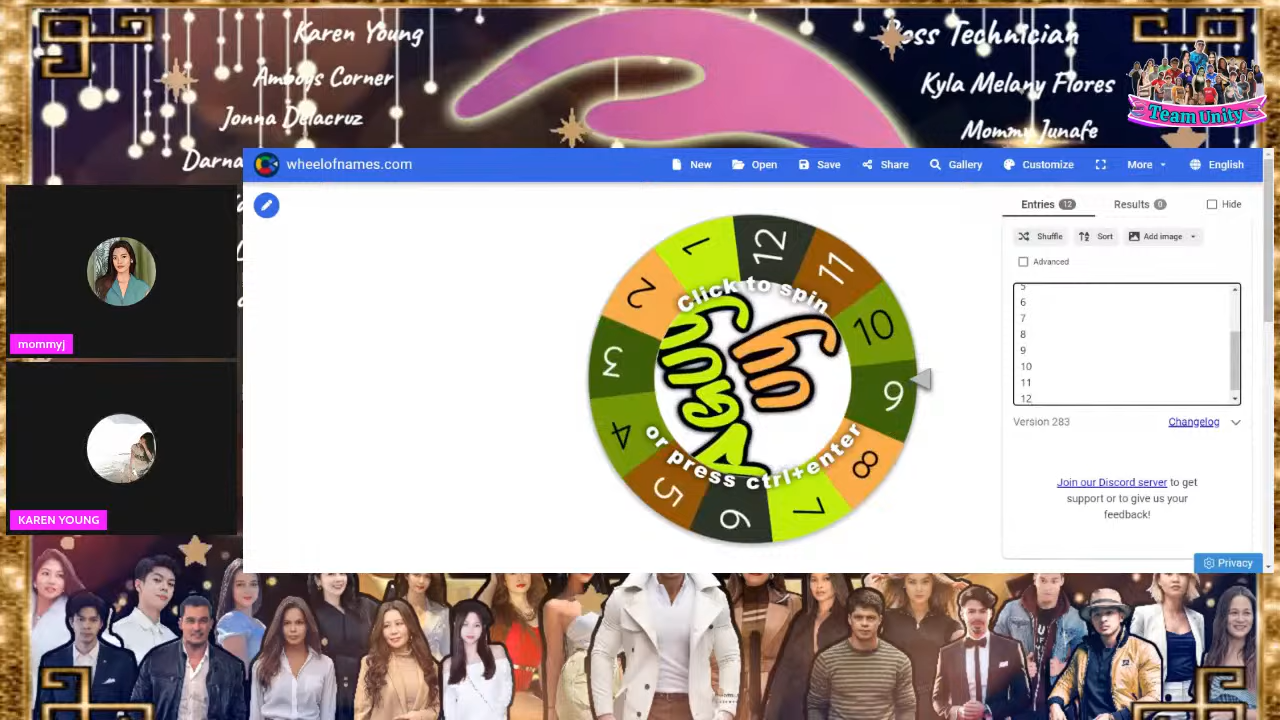 Karen Young
Amboys Corner
Jonna Delacruz
Darna
Boss Technician
Kyla Melany Flores
Mommy Junafe
Team Unity
wheelofnames.com
New
Open
Save
Share
Gallery
Customize
More
English
Entries 12
Results 0
Hide
Shuffle
Sort
Add image
Advanced
5
6
7
8
9
10
11
12
Version 283
Changelog
Join our Discord server to get
support or to give us your
feedback!
Privacy
mommyj
KAREN YOUNG
Click to spin
or press ctrl+enter
1
2
3
4
5
6
7
8
9
10
11
12